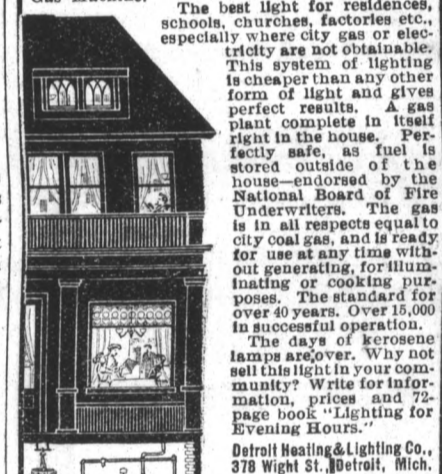 Gas Machine.
The best light for residences,
schools, churches, factories etc.,
especially where city gas or elec-
tricity are not obtainable.
This system of lighting
is cheaper than any other
form of light and gives
perfect results. A gas
plant complete in itself
right in the house. Per-
fectly safe, as fuel is
stored outside of the
house—endorsed by the
National Board of Fire
Underwriters. The gas
is in all respects equal to
city coal gas, and is ready
for use at any time with-
out generating, for illum-
inating or cooking pur-
poses. The standard for
over 40 years. Over 15,000
in successful operation.
The days of kerosene
lamps are over. Why not
sell this light in your com-
munity? Write for infor-
mation, prices and 72-
page book "Lighting for
Evening Hours."
Detroit Heating & Lighting Co.,
378 Wight St., Detroit, Mich